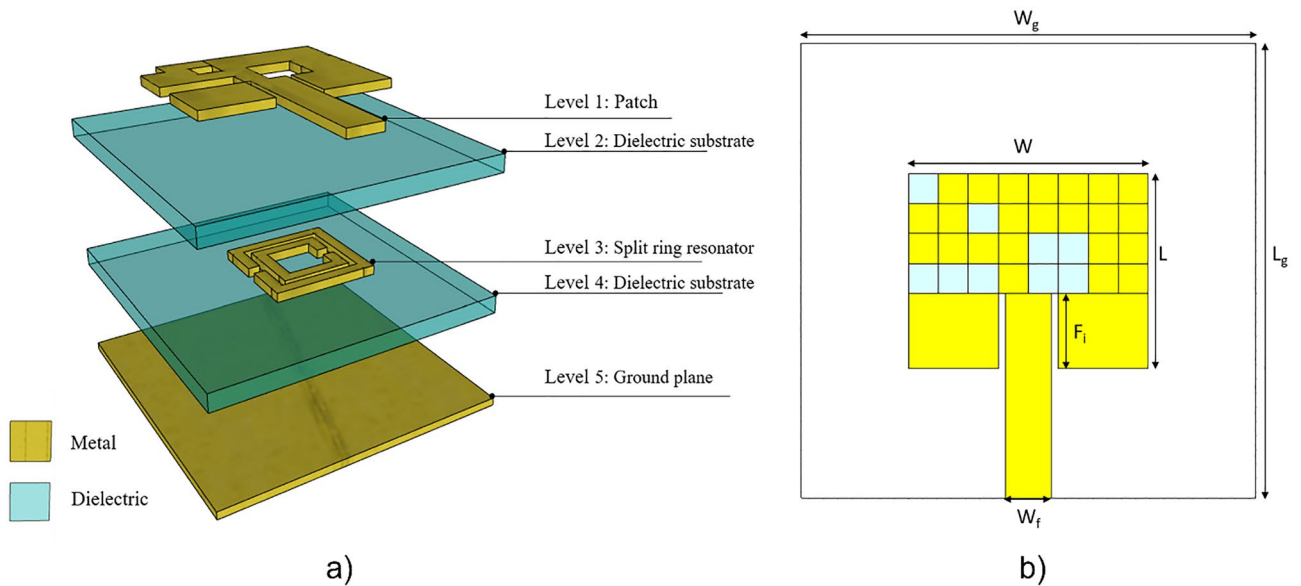 Level 1: Patch
Level 2: Dielectric substrate
Level 3: Split ring resonator
Level 4: Dielectric substrate
Level 5: Ground plane
Metal
Dielectric
a)
Wg
W
L
Lg
Fi
Wf
b)